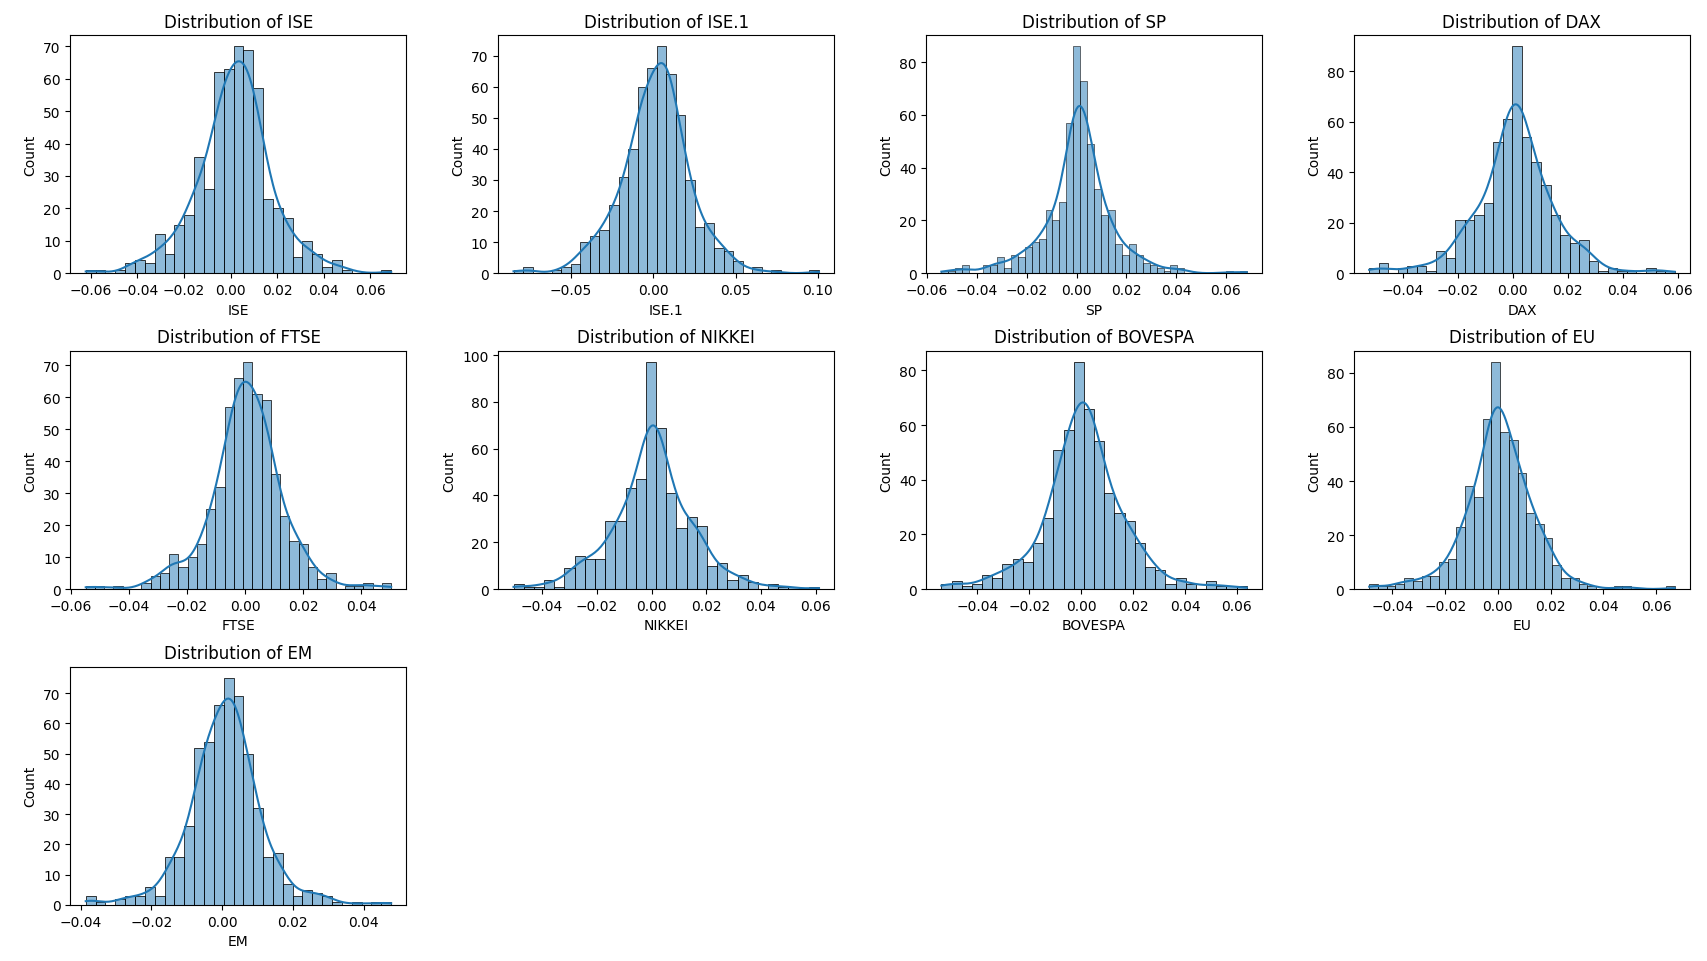 Distribution of ISE
Count
70
60
50
40
30
20
10
0
−0.06 −0.04 −0.02 0.00 0.02 0.04 0.06
ISE
Distribution of ISE.1
Count
70
60
50
40
30
20
10
0
−0.05 0.00 0.05 0.10
ISE.1
Distribution of SP
Count
80
60
40
20
0
−0.06 −0.04 −0.02 0.00 0.02 0.04 0.06
SP
Distribution of DAX
Count
80
60
40
20
0
−0.04 −0.02 0.00 0.02 0.04 0.06
DAX
Distribution of FTSE
Count
70
60
50
40
30
20
10
0
−0.06 −0.04 −0.02 0.00 0.02 0.04
FTSE
Distribution of NIKKEI
Count
100
80
60
40
20
0
−0.04 −0.02 0.00 0.02 0.04 0.06
NIKKEI
Distribution of BOVESPA
Count
80
60
40
20
0
−0.04 −0.02 0.00 0.02 0.04 0.06
BOVESPA
Distribution of EU
Count
80
60
40
20
0
−0.04 −0.02 0.00 0.02 0.04 0.06
EU
Distribution of EM
Count
70
60
50
40
30
20
10
0
−0.04 −0.02 0.00 0.02 0.04
EM